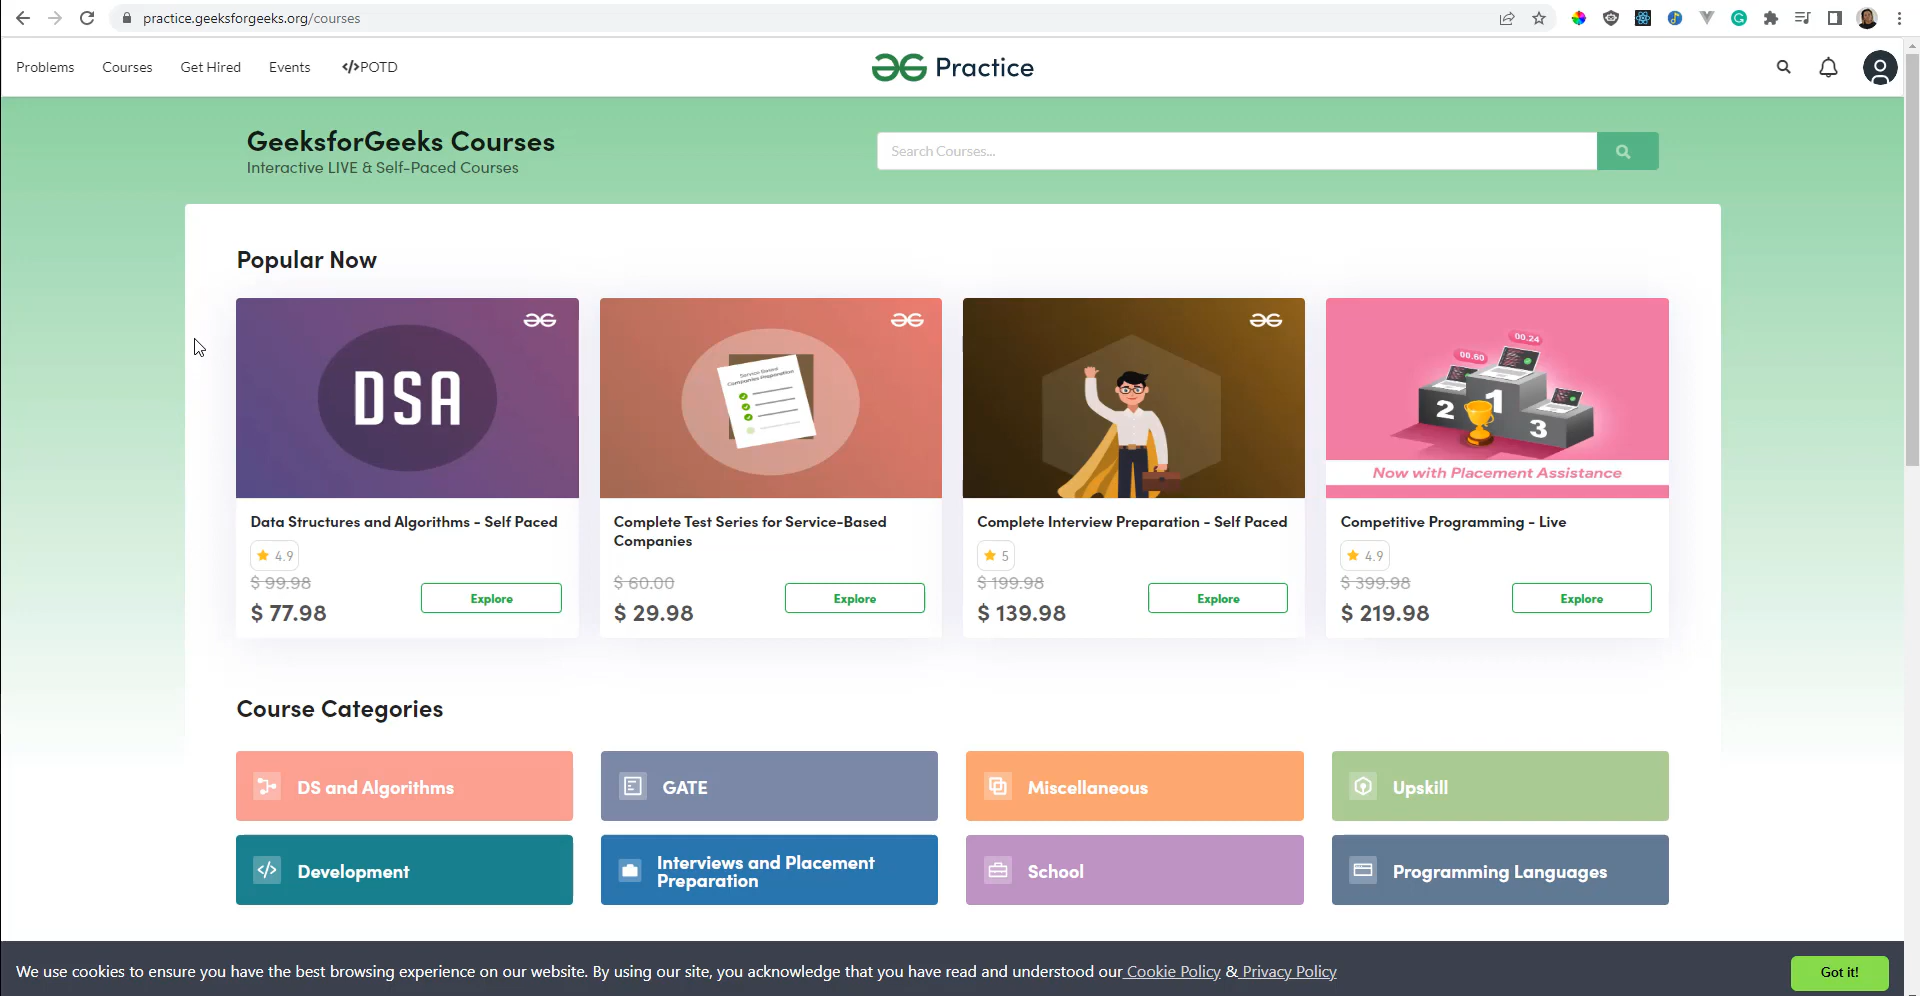 practice.geeksforgeeks.org/courses
Problems
Courses
Get Hired
Events
</>POTD
Practice
GeeksforGeeks Courses
Interactive LIVE & Self-Paced Courses
Search Courses...
Popular Now
DSA
Service Based
Companies Preparation
00.60
00.24
2
1
3
Now with Placement Assistance
Data Structures and Algorithms - Self Paced
4.9
$ 99.98
$ 77.98
Explore
Complete Test Series for Service-Based
Companies
$ 60.00
$ 29.98
Explore
Complete Interview Preparation - Self Paced
5
$ 199.98
$ 139.98
Explore
Competitive Programming - Live
4.9
$ 399.98
$ 219.98
Explore
Course Categories
DS and Algorithms
GATE
Miscellaneous
Upskill
Development
Interviews and Placement
Preparation
School
Programming Languages
We use cookies to ensure you have the best browsing experience on our website. By using our site, you acknowledge that you have read and understood our Cookie Policy & Privacy Policy
Got it!